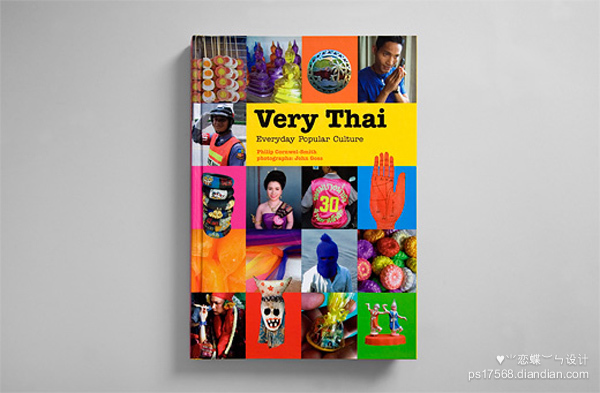 Very Thai
Everyday Popular Culture
Philip Cornwel-Smith
photographs: John Goss
30
♥╰恋蝶︶ㄣ设计
ps17568.diandian.com